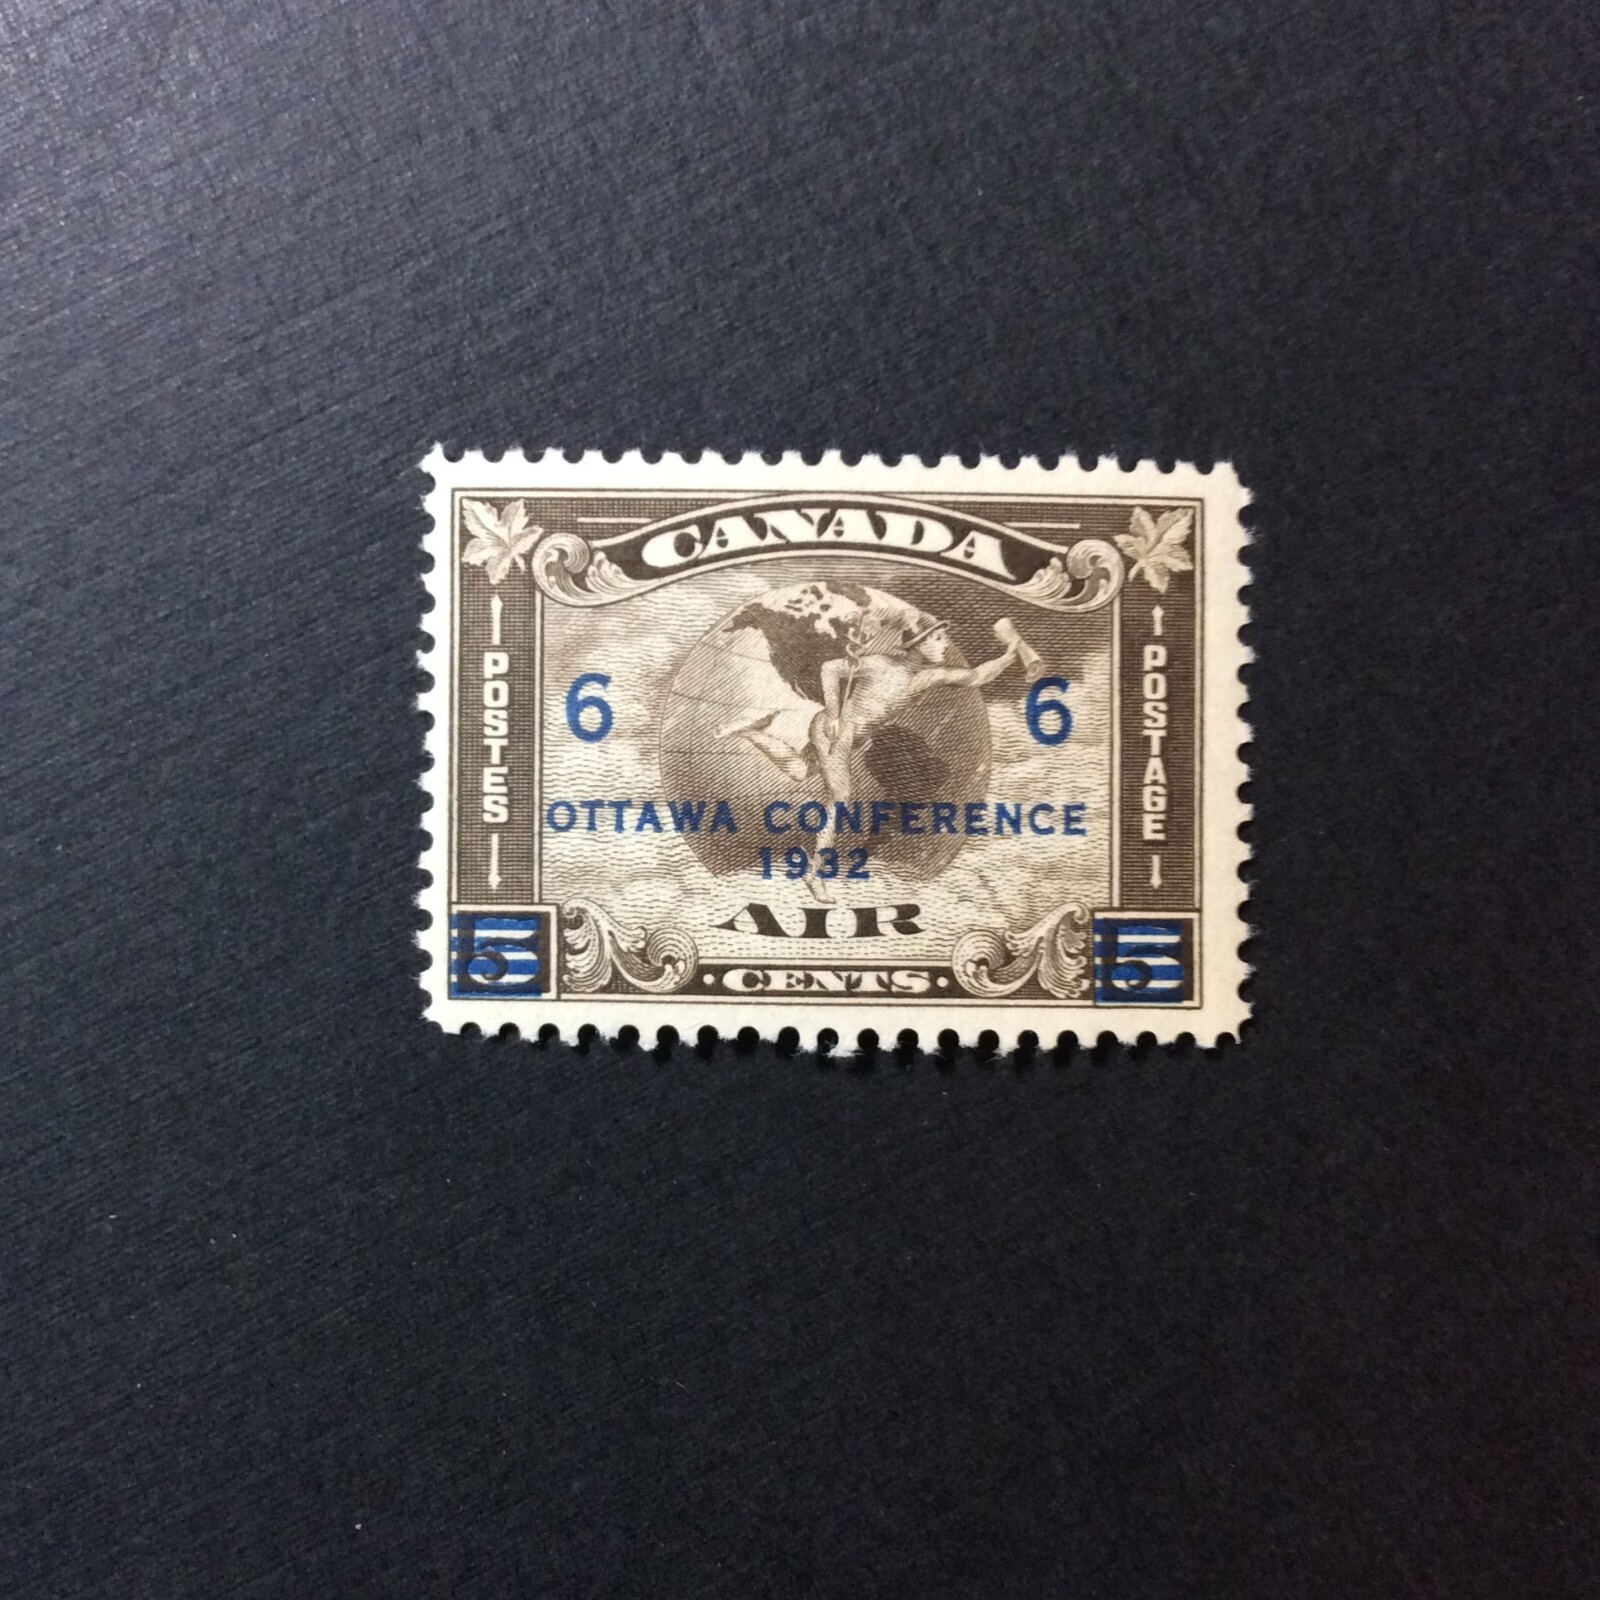 CANADA
POSTES
POSTAGE
6 6
OTTAWA CONFERENCE
1932
AIR
5 5
·CENTS·